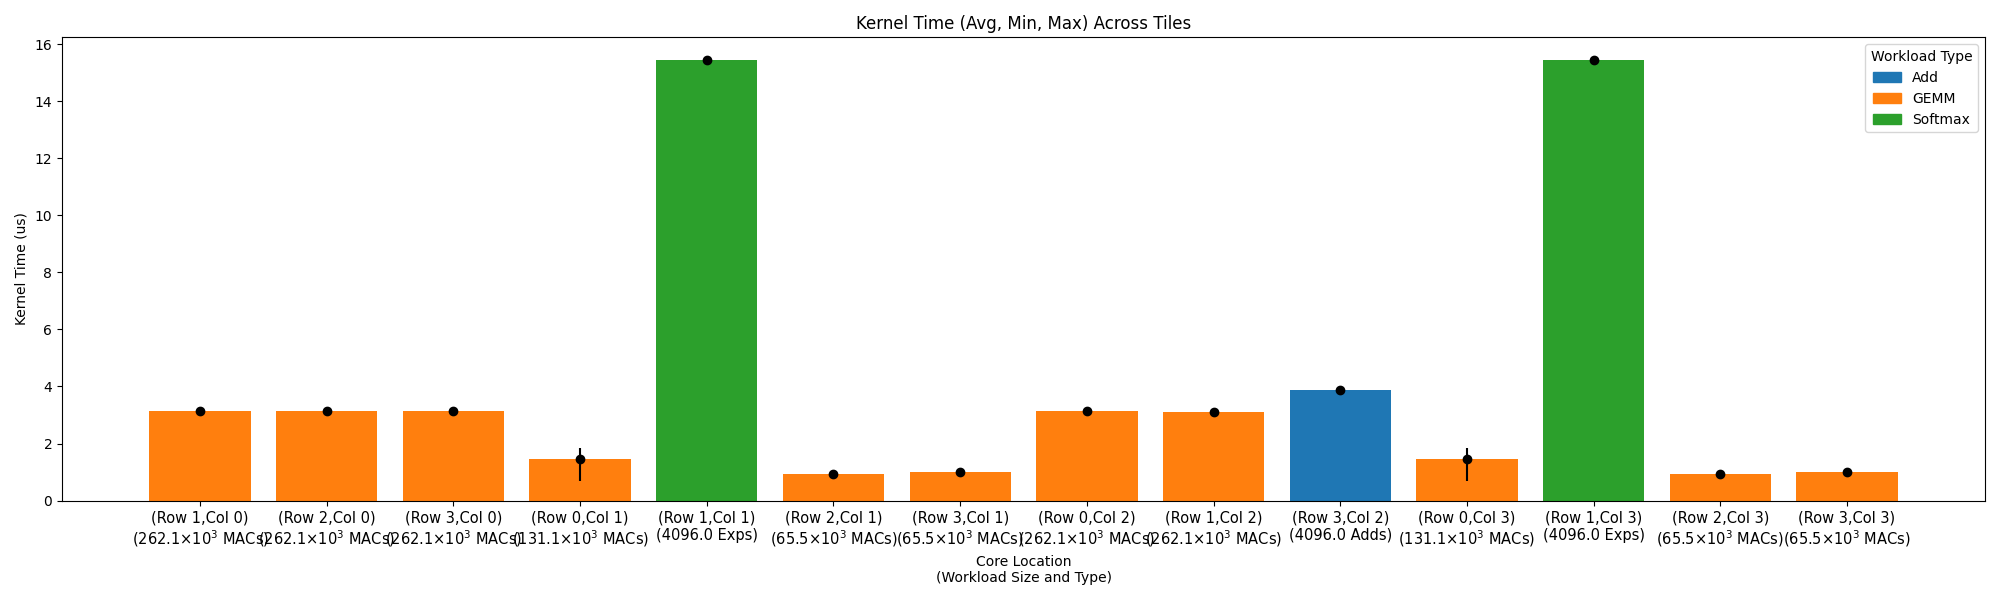 Kernel Time (Avg, Min, Max) Across Tiles
16
14
12
10
8
6
4
2
0
Kernel Time (us)
Workload Type
Add
GEMM
Softmax
(Row 1,Col 0)
(262.1×10³ MACs)
(Row 2,Col 0)
(262.1×10³ MACs)
(Row 3,Col 0)
(262.1×10³ MACs)
(Row 0,Col 1)
(131.1×10³ MACs)
(Row 1,Col 1)
(4096.0 Exps)
(Row 2,Col 1)
(65.5×10³ MACs)
(Row 3,Col 1)
(65.5×10³ MACs)
(Row 0,Col 2)
(262.1×10³ MACs)
(Row 1,Col 2)
(262.1×10³ MACs)
(Row 3,Col 2)
(4096.0 Adds)
(Row 0,Col 3)
(131.1×10³ MACs)
(Row 1,Col 3)
(4096.0 Exps)
(Row 2,Col 3)
(65.5×10³ MACs)
(Row 3,Col 3)
(65.5×10³ MACs)
Core Location
(Workload Size and Type)